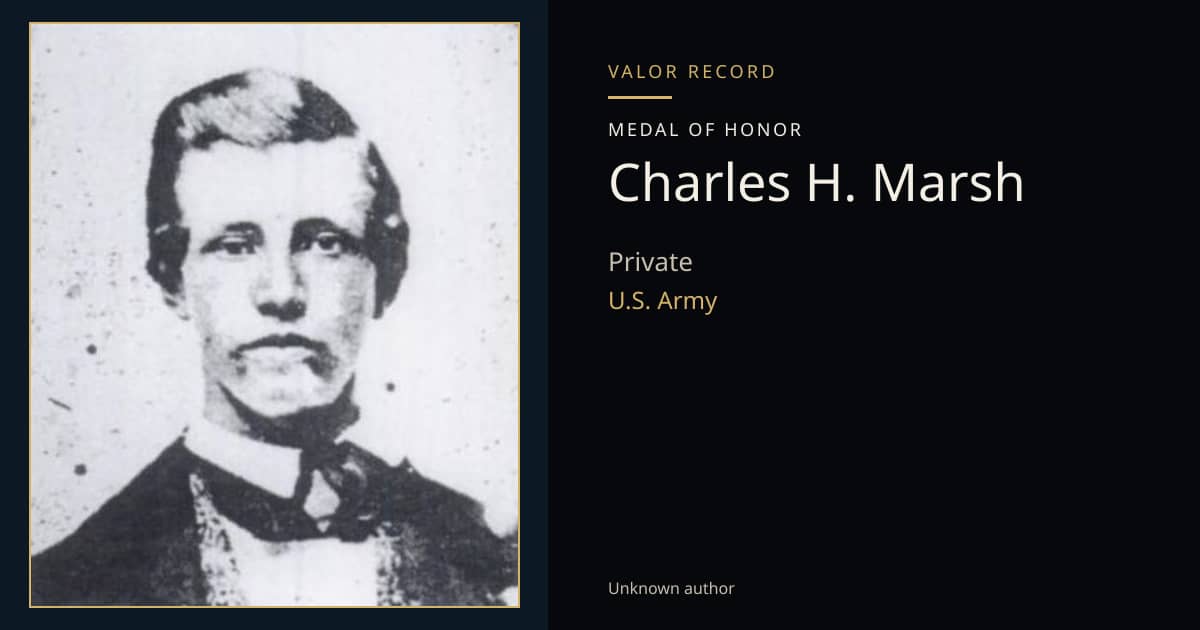 VALOR RECORD
MEDAL OF HONOR
Charles H. Marsh
Private
U.S. Army
Unknown author